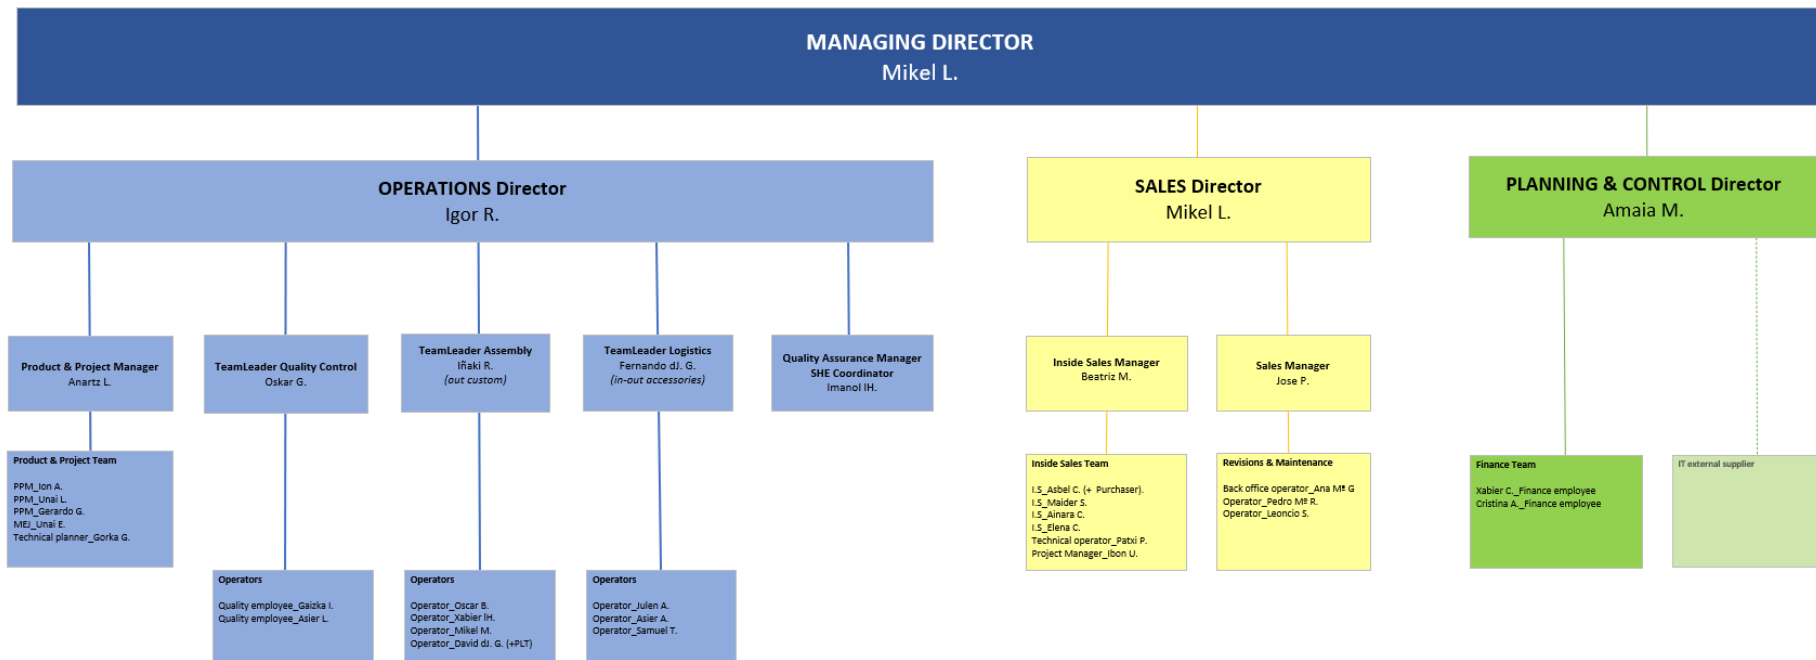 MANAGING DIRECTOR
Mikel L.
OPERATIONS Director
Igor R.
SALES Director
Mikel L.
PLANNING & CONTROL Director
Amaia M.
Product & Project Manager
Anartz L.
TeamLeader Quality Control
Oskar G.
TeamLeader Assembly
Iñaki R.
(out custom)
TeamLeader Logistics
Fernando dJ. G.
(in-out accessories)
Quality Assurance Manager
SHE Coordinator
Imanol IH.
Inside Sales Manager
Beatriz M.
Sales Manager
Jose P.
Product & Project Team
PPM_Ion A.
PPM_Unai L.
PPM_Gerardo G.
MEJ_Unai E.
Technical planner_Gorka G.
Operators
Quality employee_Gaizka I.
Quality employee_Asier L.
Operators
Operator_Oscar B.
Operator_Xabier IH.
Operator_Mikel M.
Operator_David dJ. G. (+PLT)
Operators
Operator_Julen A.
Operator_Asier A.
Operator_Samuel T.
Inside Sales Team
I.S_Asbel C. (+ Purchaser).
I.S_Maider S.
I.S_Ainara C.
I.S_Elena C.
Technical operator_Patxi P.
Project Manager_Ibon U.
Revisions & Maintenance
Back office operator_Ana Mª G
Operator_Pedro Mª R.
Operator_Leoncio S.
Finance Team
Xabier C._Finance employee
Cristina A._Finance employee
IT external supplier